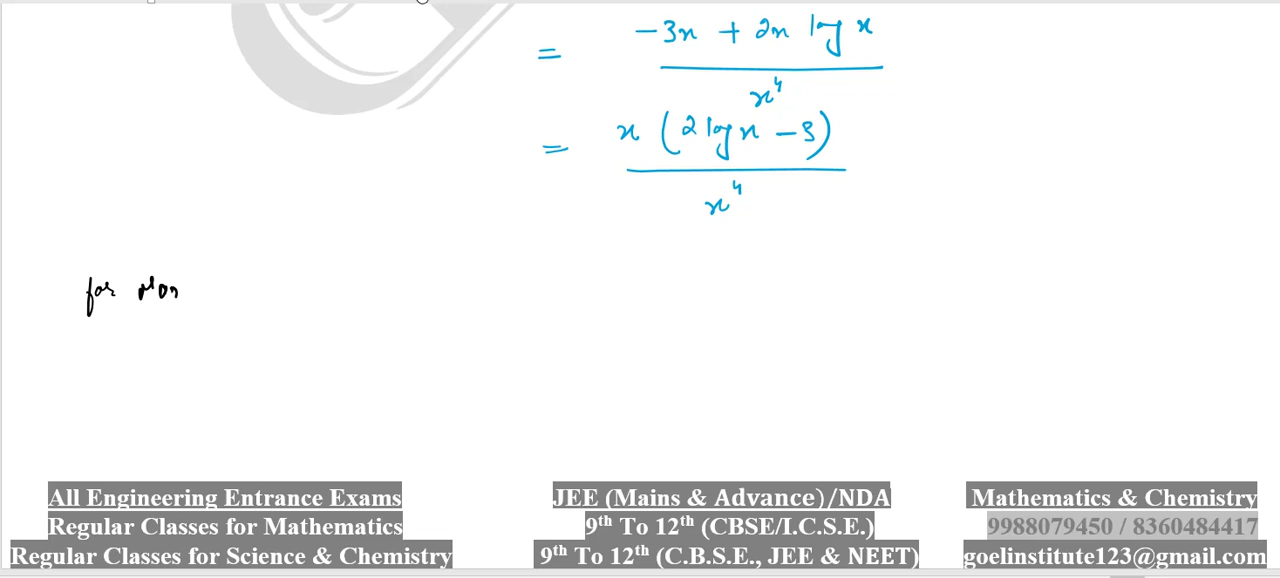 = -3x + 2x log x / x⁴
= x (2 log x - 3) / x⁴
for
All Engineering Entrance Exams
Regular Classes for Mathematics
Regular Classes for Science & Chemistry
JEE (Mains & Advance)/NDA
9th To 12th (CBSE/I.C.S.E.)
9th To 12th (C.B.S.E., JEE & NEET)
Mathematics & Chemistry
9988079450 / 8360484417
goelinstitute123@gmail.com